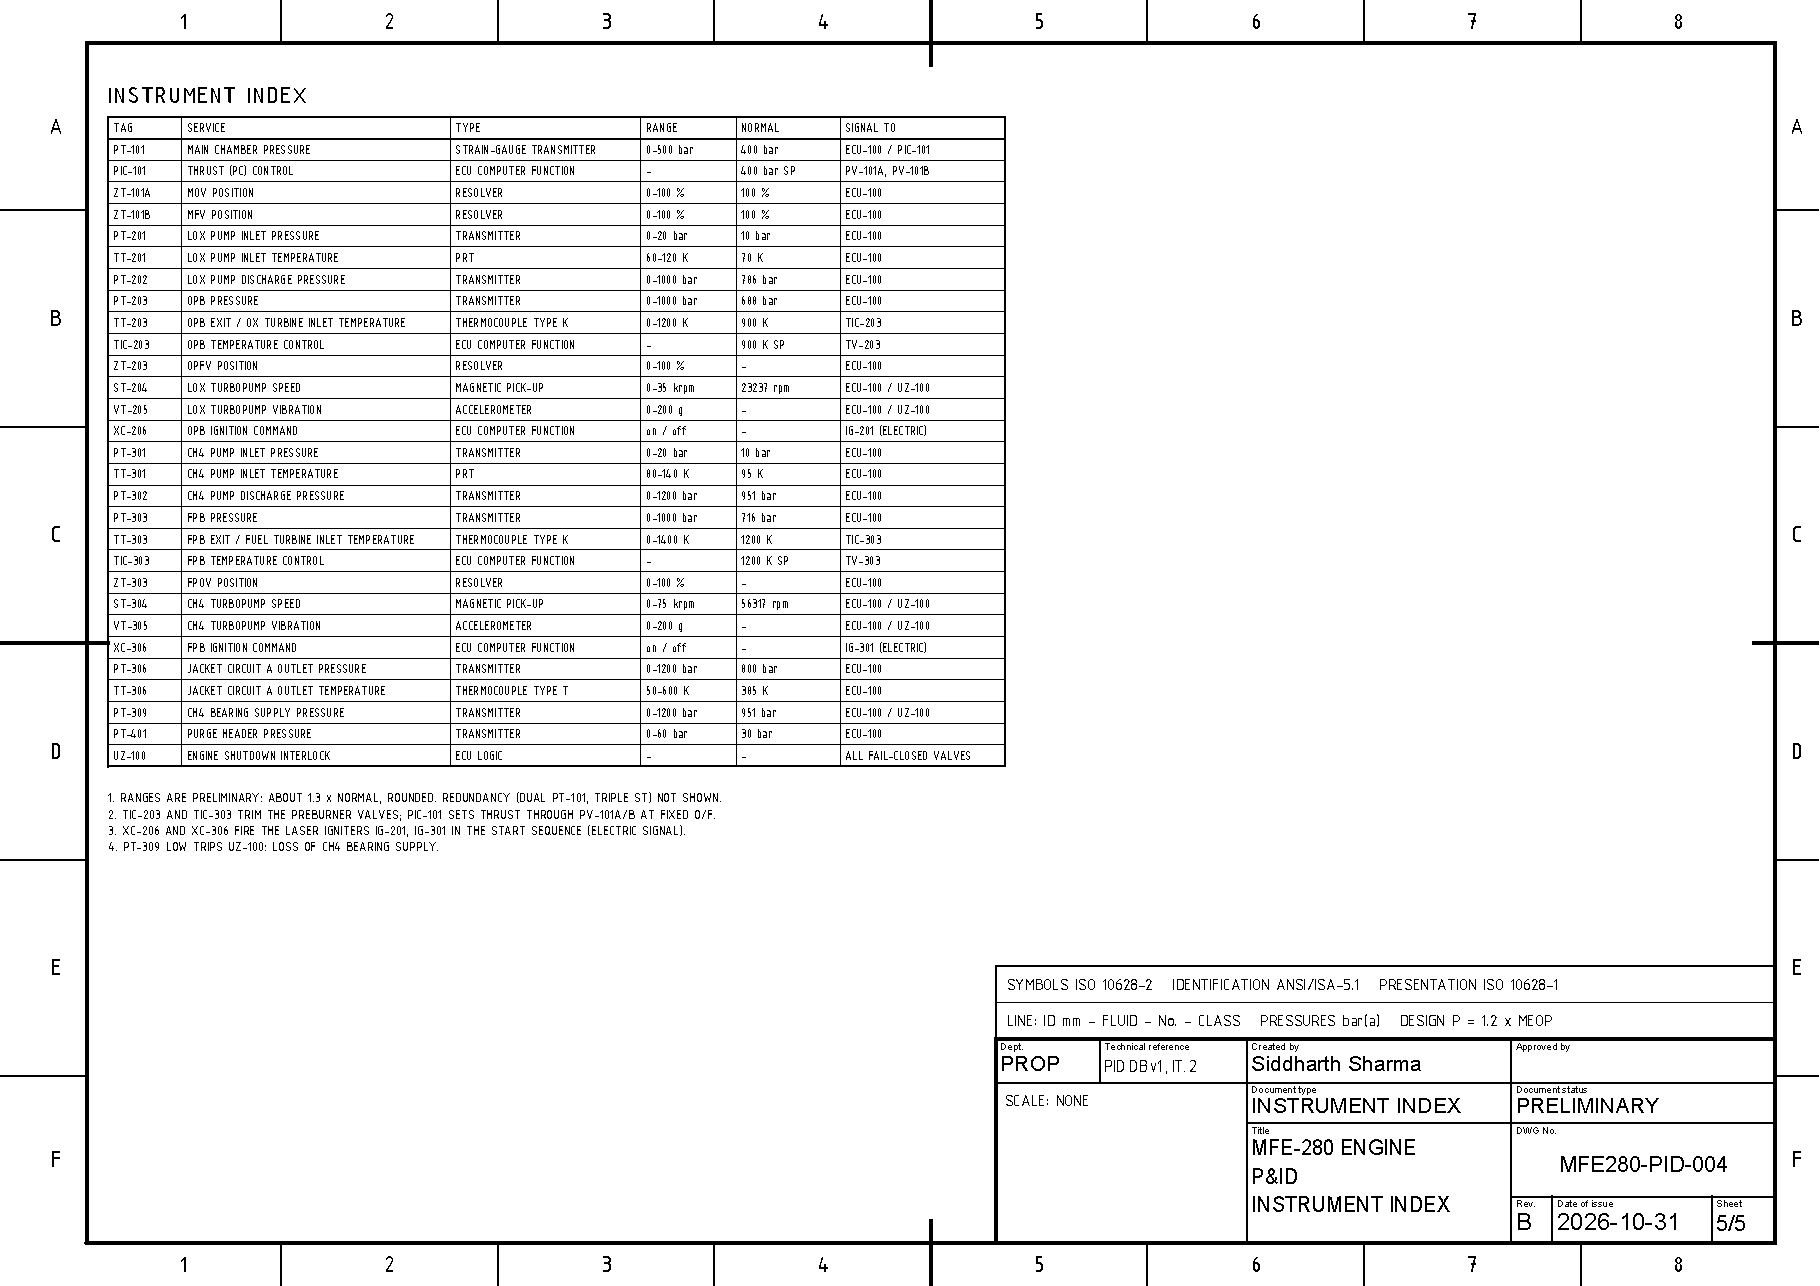 1 2 3 4 5 6 7 8
A A
B B
C C
D D
E E
F F
INSTRUMENT INDEX
TAG SERVICE TYPE RANGE NORMAL SIGNAL TO
PT-101 MAIN CHAMBER PRESSURE STRAIN-GAUGE TRANSMITTER 0-500 bar 400 bar ECU-100 / PIC-101
PIC-101 THRUST (PC) CONTROL ECU COMPUTER FUNCTION - 400 bar SP PV-101A, PV-101B
ZT-101A MOV POSITION RESOLVER 0-100 % 100 % ECU-100
ZT-101B MFV POSITION RESOLVER 0-100 % 100 % ECU-100
PT-201 LOX PUMP INLET PRESSURE TRANSMITTER 0-20 bar 10 bar ECU-100
TT-201 LOX PUMP INLET TEMPERATURE PRT 60-120 K 70 K ECU-100
PT-202 LOX PUMP DISCHARGE PRESSURE TRANSMITTER 0-1000 bar 786 bar ECU-100
PT-203 OPB PRESSURE TRANSMITTER 0-1000 bar 688 bar ECU-100
TT-203 OPB EXIT / OX TURBINE INLET TEMPERATURE THERMOCOUPLE TYPE K 0-1200 K 900 K TIC-203
TIC-203 OPB TEMPERATURE CONTROL ECU COMPUTER FUNCTION - 900 K SP TV-203
ZT-203 OPFV POSITION RESOLVER 0-100 % - ECU-100
ST-204 LOX TURBOPUMP SPEED MAGNETIC PICK-UP 0-35 krpm 23237 rpm ECU-100 / UZ-100
VT-205 LOX TURBOPUMP VIBRATION ACCELEROMETER 0-200 g - ECU-100 / UZ-100
XC-206 OPB IGNITION COMMAND ECU COMPUTER FUNCTION on / off - IG-201 (ELECTRIC)
PT-301 CH4 PUMP INLET PRESSURE TRANSMITTER 0-20 bar 10 bar ECU-100
TT-301 CH4 PUMP INLET TEMPERATURE PRT 80-140 K 95 K ECU-100
PT-302 CH4 PUMP DISCHARGE PRESSURE TRANSMITTER 0-1200 bar 951 bar ECU-100
PT-303 FPB PRESSURE TRANSMITTER 0-1000 bar 716 bar ECU-100
TT-303 FPB EXIT / FUEL TURBINE INLET TEMPERATURE THERMOCOUPLE TYPE K 0-1400 K 1200 K TIC-303
TIC-303 FPB TEMPERATURE CONTROL ECU COMPUTER FUNCTION - 1200 K SP TV-303
ZT-303 FPOV POSITION RESOLVER 0-100 % - ECU-100
ST-304 CH4 TURBOPUMP SPEED MAGNETIC PICK-UP 0-75 krpm 56317 rpm ECU-100 / UZ-100
VT-305 CH4 TURBOPUMP VIBRATION ACCELEROMETER 0-200 g - ECU-100 / UZ-100
XC-306 FPB IGNITION COMMAND ECU COMPUTER FUNCTION on / off - IG-301 (ELECTRIC)
PT-306 JACKET CIRCUIT A OUTLET PRESSURE TRANSMITTER 0-1200 bar 800 bar ECU-100
TT-306 JACKET CIRCUIT A OUTLET TEMPERATURE THERMOCOUPLE TYPE T 50-600 K 385 K ECU-100
PT-309 CH4 BEARING SUPPLY PRESSURE TRANSMITTER 0-1200 bar 951 bar ECU-100 / UZ-100
PT-401 PURGE HEADER PRESSURE TRANSMITTER 0-60 bar 30 bar ECU-100
UZ-100 ENGINE SHUTDOWN INTERLOCK ECU LOGIC - - ALL FAIL-CLOSED VALVES
1. RANGES ARE PRELIMINARY: ABOUT 1.3 x NORMAL, ROUNDED. REDUNDANCY (DUAL PT-101, TRIPLE ST) NOT SHOWN.
2. TIC-203 AND TIC-303 TRIM THE PREBURNER VALVES; PIC-101 SETS THRUST THROUGH PV-101A/B AT FIXED O/F.
3. XC-206 AND XC-306 FIRE THE LASER IGNITERS IG-201, IG-301 IN THE START SEQUENCE (ELECTRIC SIGNAL).
4. PT-309 LOW TRIPS UZ-100: LOSS OF CH4 BEARING SUPPLY.
SYMBOLS ISO 10628-2 IDENTIFICATION ANSI/ISA-5.1 PRESENTATION ISO 10628-1
LINE: ID mm - FLUID - No. - CLASS PRESSURES bar(a) DESIGN P = 1.2 x MEOP
Dept. Technical reference Created by Approved by
PROP PID DB v1, IT. 2 Siddharth Sharma
SCALE: NONE
Document type Document status
INSTRUMENT INDEX PRELIMINARY
Title DWG No.
MFE-280 ENGINE
P&ID
INSTRUMENT INDEX
MFE280-PID-004
Rev. Date of issue Sheet
B 2026-10-31 5/5
1 2 3 4 5 6 7 8